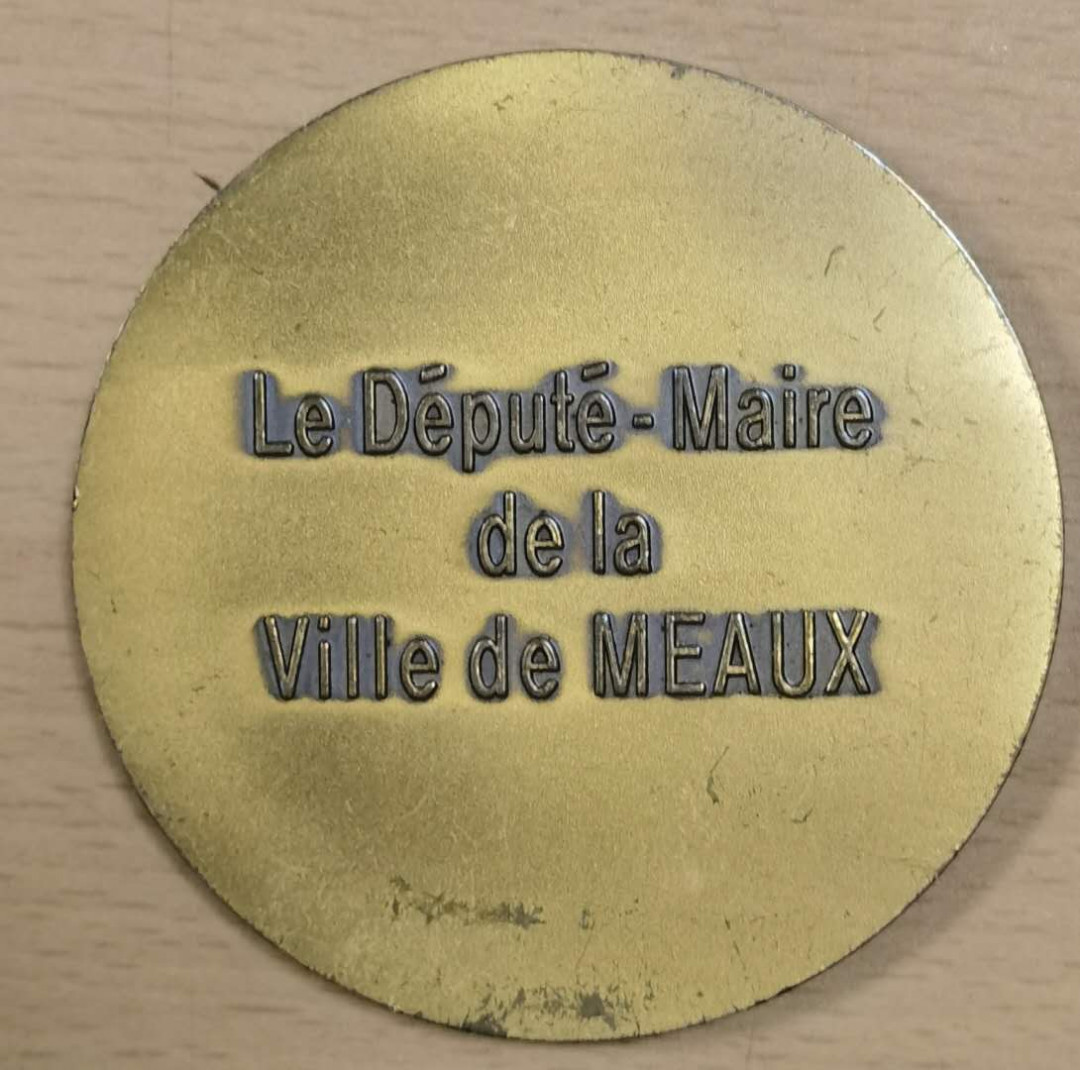 Le Député - Maire
de la
Ville de MEAUX